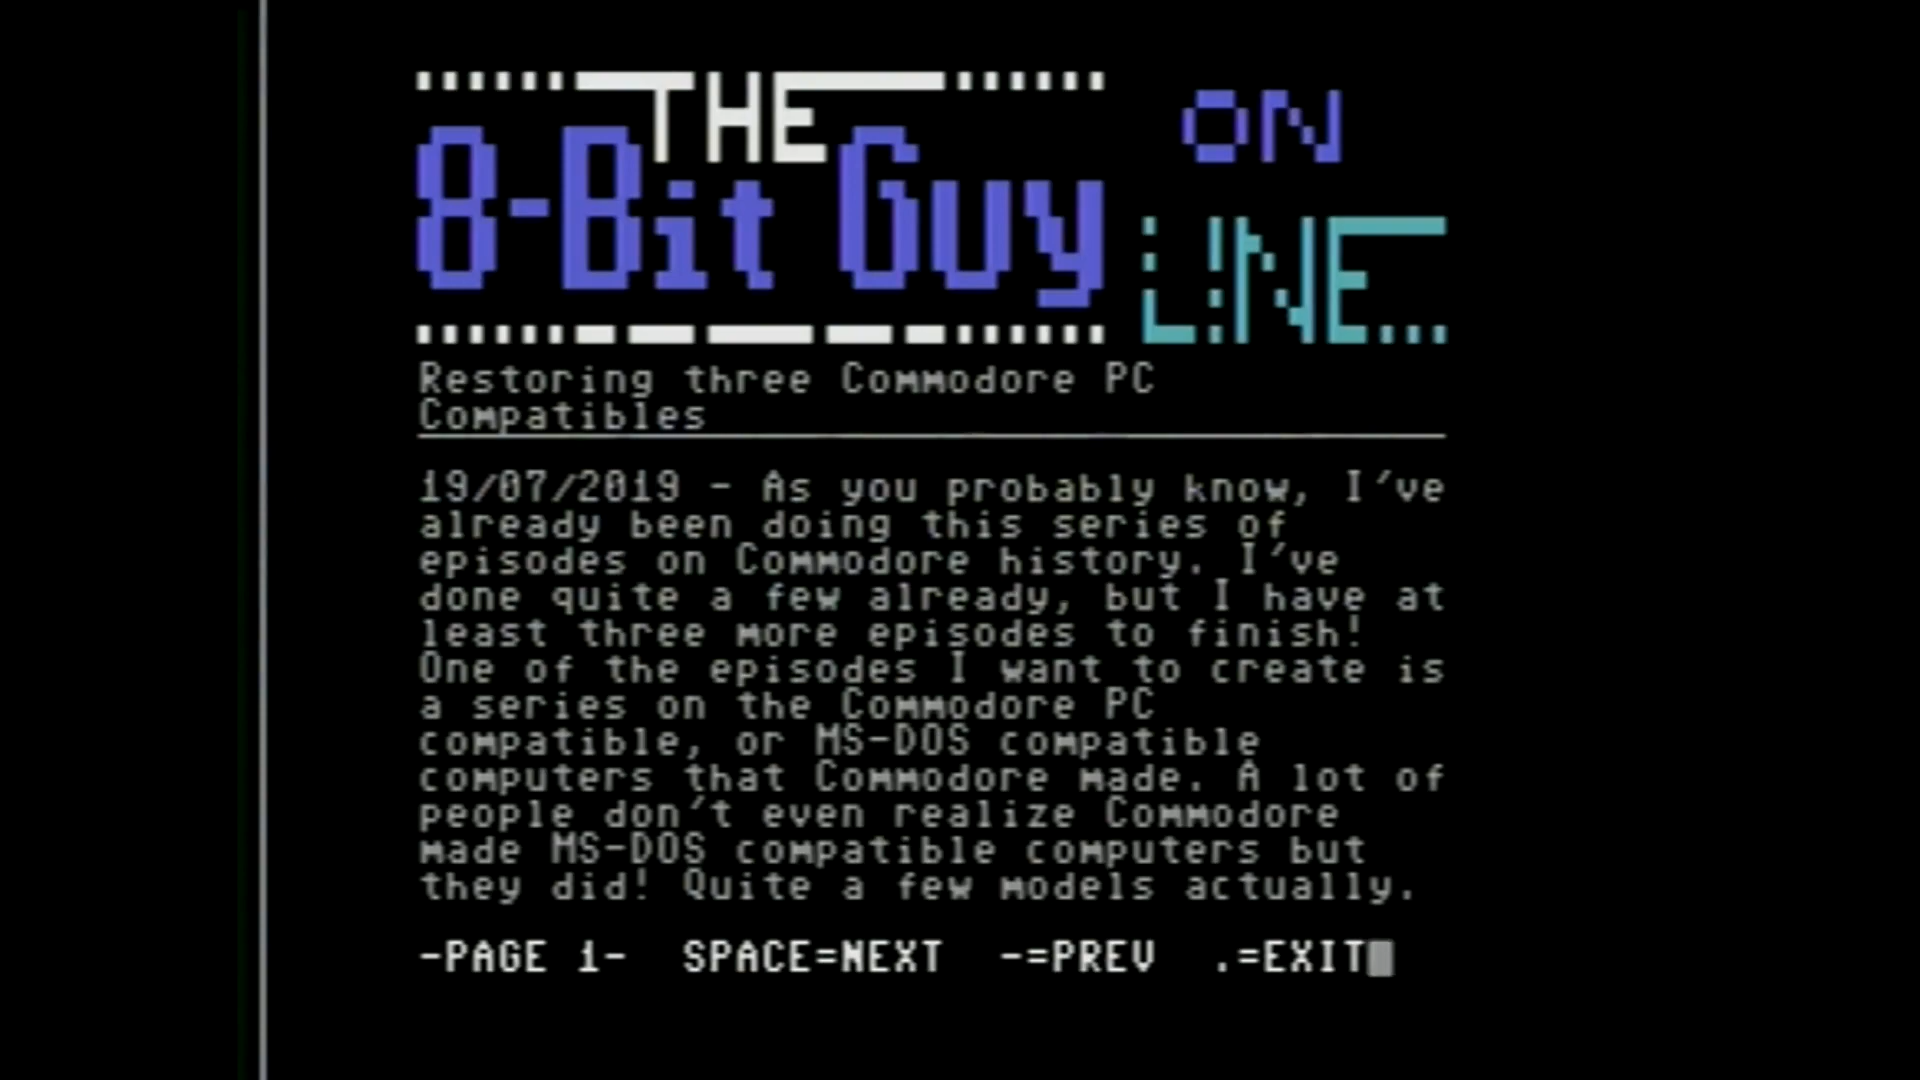 THE
8-Bit Guy
ON
LINE
Restoring three Commodore PC
Compatibles
19/07/2019 - As you probably know, I've
already been doing this series of
episodes on Commodore history. I've
done quite a few already, but I have at
least three more episodes to finish!
One of the episodes I want to create is
a series on the Commodore PC
compatible, or MS-DOS compatible
computers that Commodore made. A lot of
people don't even realize Commodore
made MS-DOS compatible computers but
they did! Quite a few models actually.
-PAGE 1- SPACE=NEXT -=PREV .=EXIT